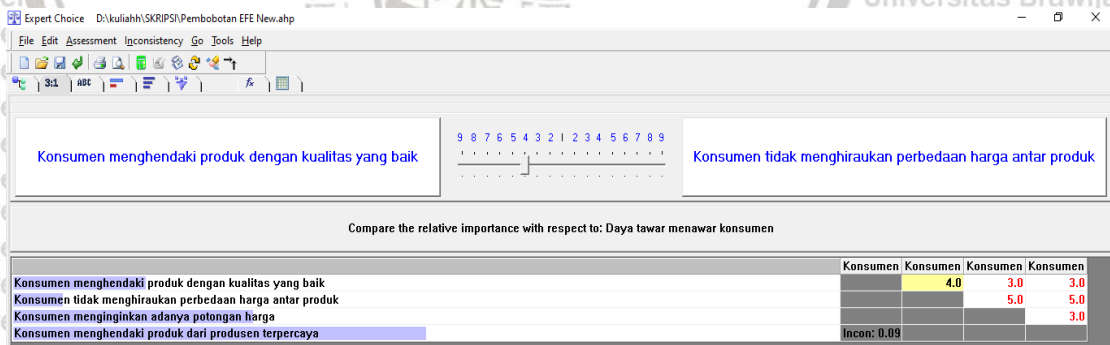 Universitas Brawija
Expert Choice D:\kuliahh\SKRIPSI\Pembobotan EFE New.ahp
File Edit Assessment Inconsistency Go Tools Help
3:1 ABC fx
9 8 7 6 5 4 3 2 1 2 3 4 5 6 7 8 9
Konsumen menghendaki produk dengan kualitas yang baik
Konsumen tidak menghiraukan perbedaan harga antar produk
Compare the relative importance with respect to: Daya tawar menawar konsumen
Konsumen Konsumen Konsumen Konsumen
Konsumen menghendaki produk dengan kualitas yang baik 4.0 3.0 3.0
Konsumen tidak menghiraukan perbedaan harga antar produk 5.0 5.0
Konsumen menginginkan adanya potongan harga 3.0
Konsumen menghendaki produk dari produsen terpercaya Incon: 0.09